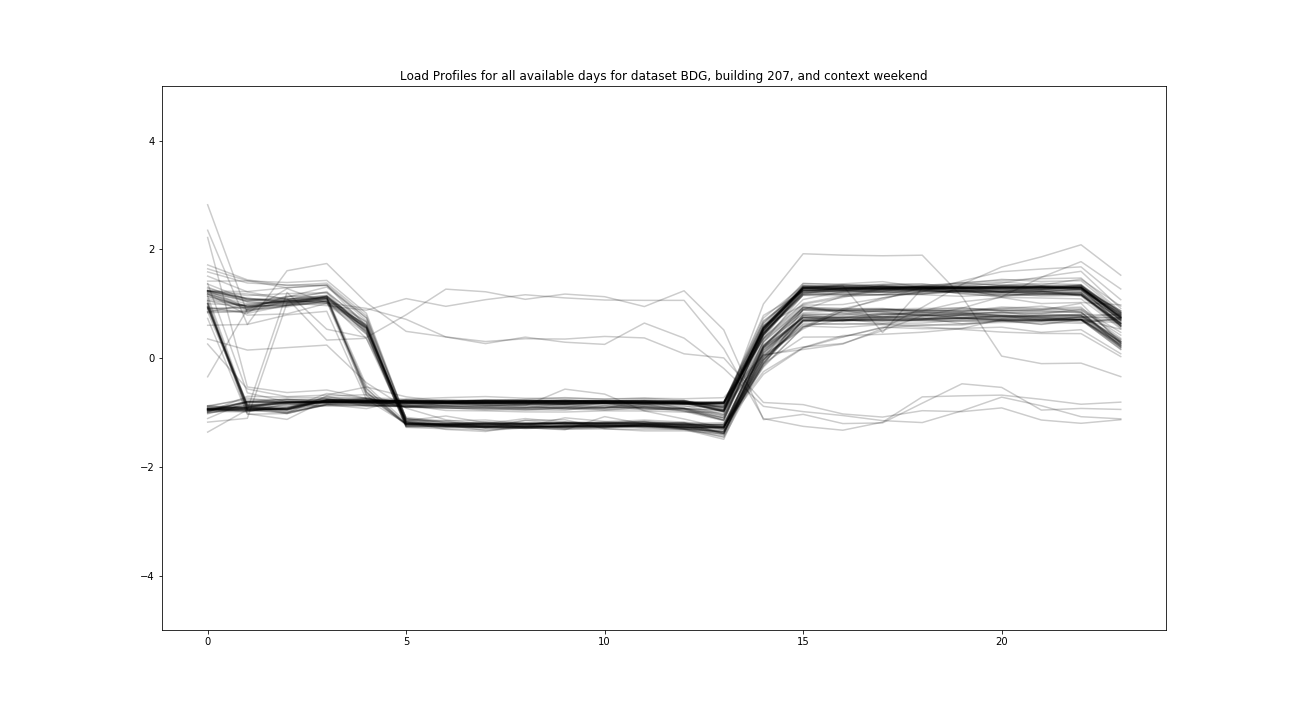 Load Profiles for all available days for dataset BDG, building 207, and context weekend
4
2
0
−2
−4
0 5 10 15 20